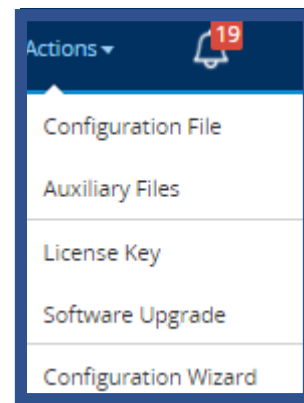 Actions
19
Configuration File
Auxiliary Files
License Key
Software Upgrade
Configuration Wizard